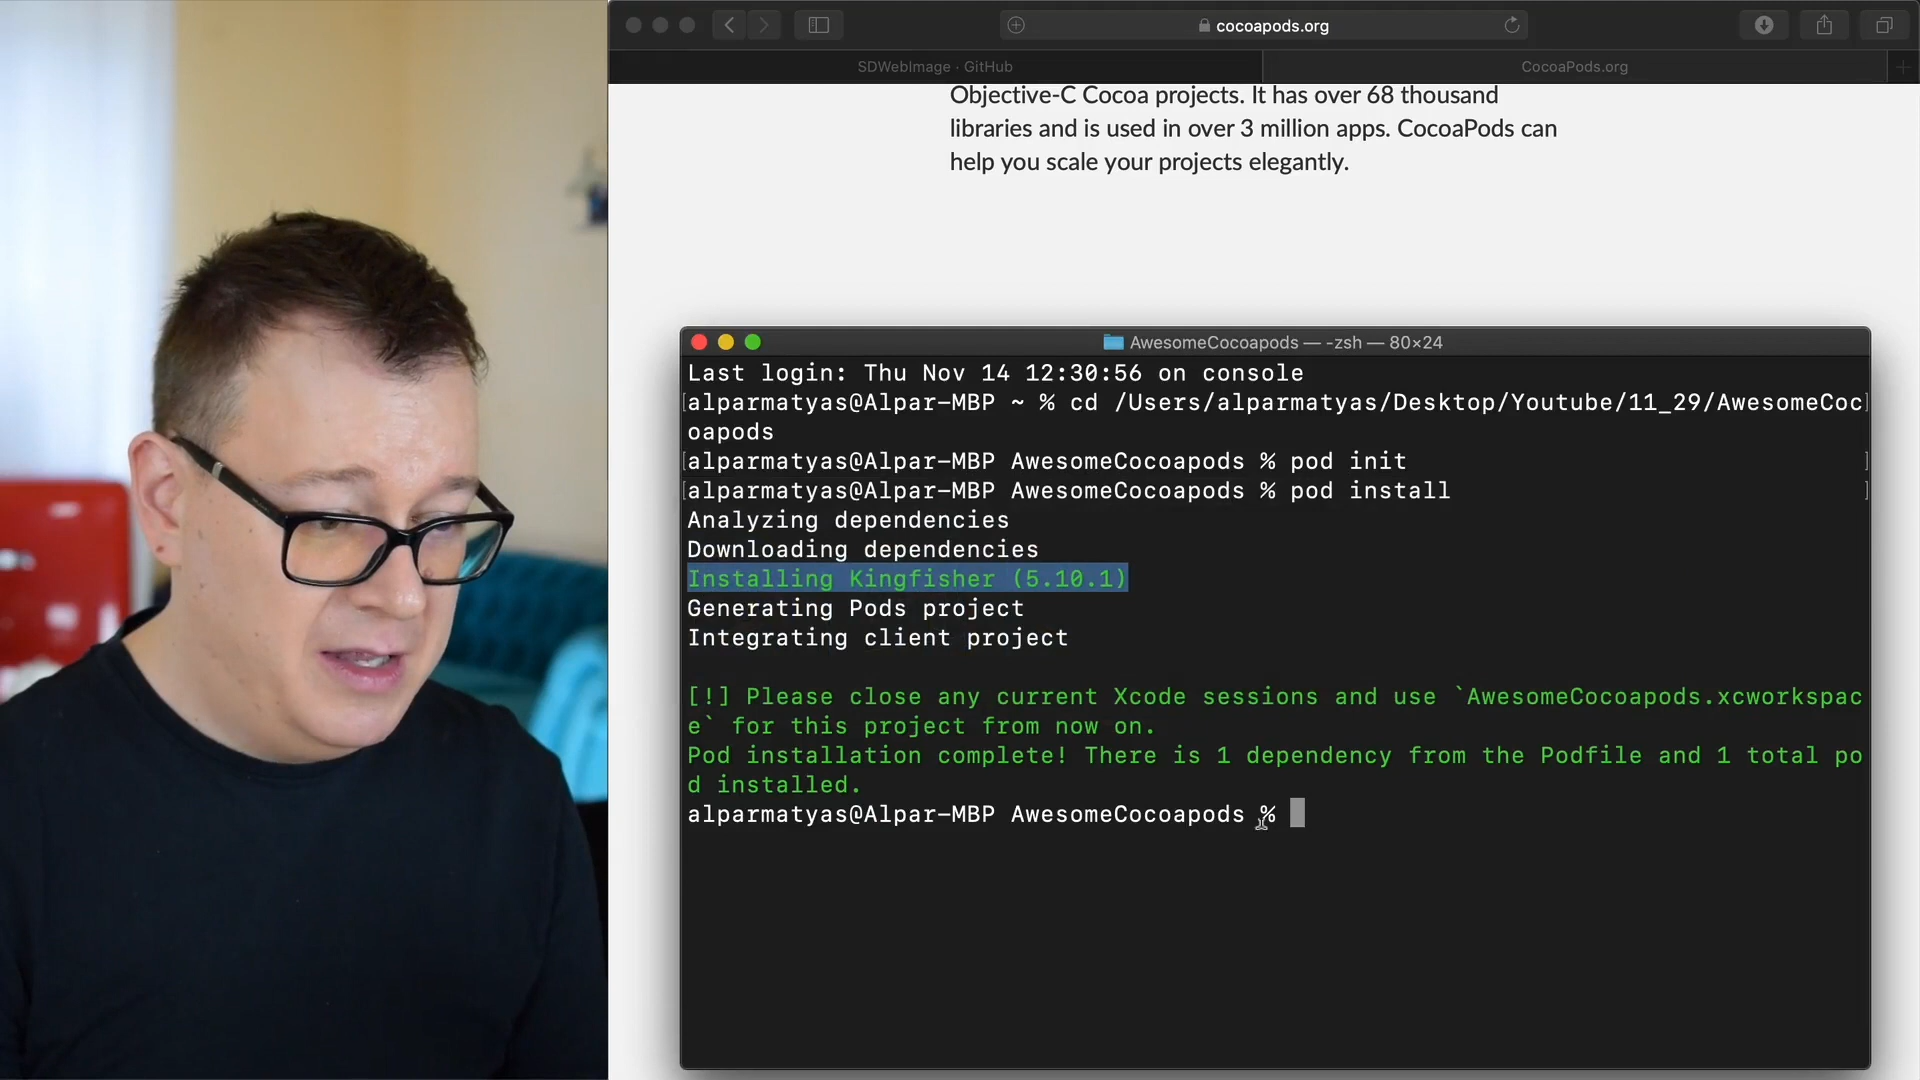 cocoapods.org
SDWebImage · GitHub
CocoaPods.org
Objective-C Cocoa projects. It has over 68 thousand
libraries and is used in over 3 million apps. CocoaPods can
help you scale your projects elegantly.
AwesomeCocoapods — -zsh — 80×24
Last login: Thu Nov 14 12:30:56 on console
[alparmatyas@Alpar-MBP ~ % cd /Users/alparmatyas/Desktop/Youtube/11_29/AwesomeCoc]
oapods
[alparmatyas@Alpar-MBP AwesomeCocoapods % pod init ]
[alparmatyas@Alpar-MBP AwesomeCocoapods % pod install ]
Analyzing dependencies
Downloading dependencies
Installing Kingfisher (5.10.1)
Generating Pods project
Integrating client project
[!] Please close any current Xcode sessions and use `AwesomeCocoapods.xcworkspac
e` for this project from now on.
Pod installation complete! There is 1 dependency from the Podfile and 1 total po
d installed.
alparmatyas@Alpar-MBP AwesomeCocoapods %